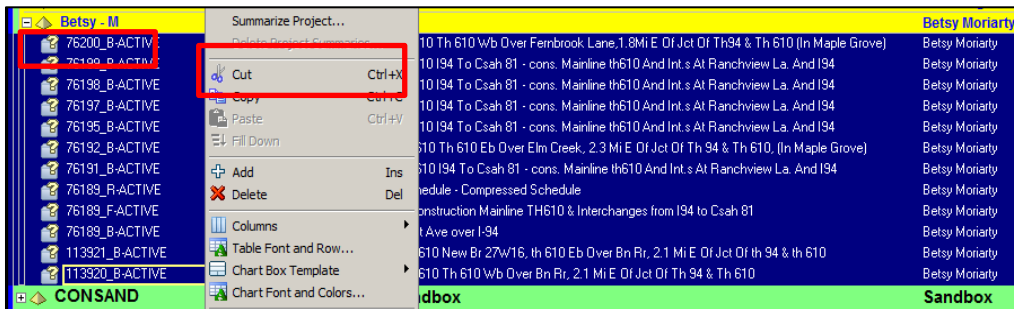 Betsy - M Summarize Project... Betsy Moriarty
76200_B-ACTIVE Delete Project Summaries 10 Th 610 Wb Over Fernbrook Lane,1.8Mi E Of Jct Of Th94 & Th 610 (In Maple Grove) Betsy Moriarty
76199_B-ACTIVE 10 I94 To Csah 81 - cons. Mainline th610 And Int.s At Ranchview La. And I94 Betsy Moriarty
76198_B-ACTIVE Cut Ctrl+X 10 I94 To Csah 81 - cons. Mainline th610 And Int.s At Ranchview La. And I94 Betsy Moriarty
76197_B-ACTIVE Copy Ctrl+C 10 I94 To Csah 81 - cons. Mainline th610 And Int.s At Ranchview La. And I94 Betsy Moriarty
76195_B-ACTIVE Paste Ctrl+V 10 I94 To Csah 81 - cons. Mainline th610 And Int.s At Ranchview La. And I94 Betsy Moriarty
76192_B-ACTIVE Fill Down 610 Th 610 Eb Over Elm Creek, 2.3 Mi E Of Jct Of Th 94 & Th 610, (In Maple Grove) Betsy Moriarty
76191_B-ACTIVE Add Ins 610 I94 To Csah 81 - cons. Mainline th610 And Int.s At Ranchview La. And I94 Betsy Moriarty
76189_R-ACTIVE Delete Del hedule - Compressed Schedule Betsy Moriarty
76189_F-ACTIVE Columns onstruction Mainline TH610 & Interchanges from I94 to Csah 81 Betsy Moriarty
76189_B-ACTIVE Table Font and Row... t Ave over I-94 Betsy Moriarty
113921_B-ACTIVE Chart Box Template 610 New Br 27W16, th 610 Eb Over Bn Rr, 2.1 Mi E Of Jct Of th 94 & th 610 Betsy Moriarty
113920_B-ACTIVE 610 Th 610 Wb Over Bn Rr, 2.1 Mi E Of Jct Of Th 94 & Th 610 Betsy Moriarty
CONSAND Chart Font and Colors... dbox Sandbox